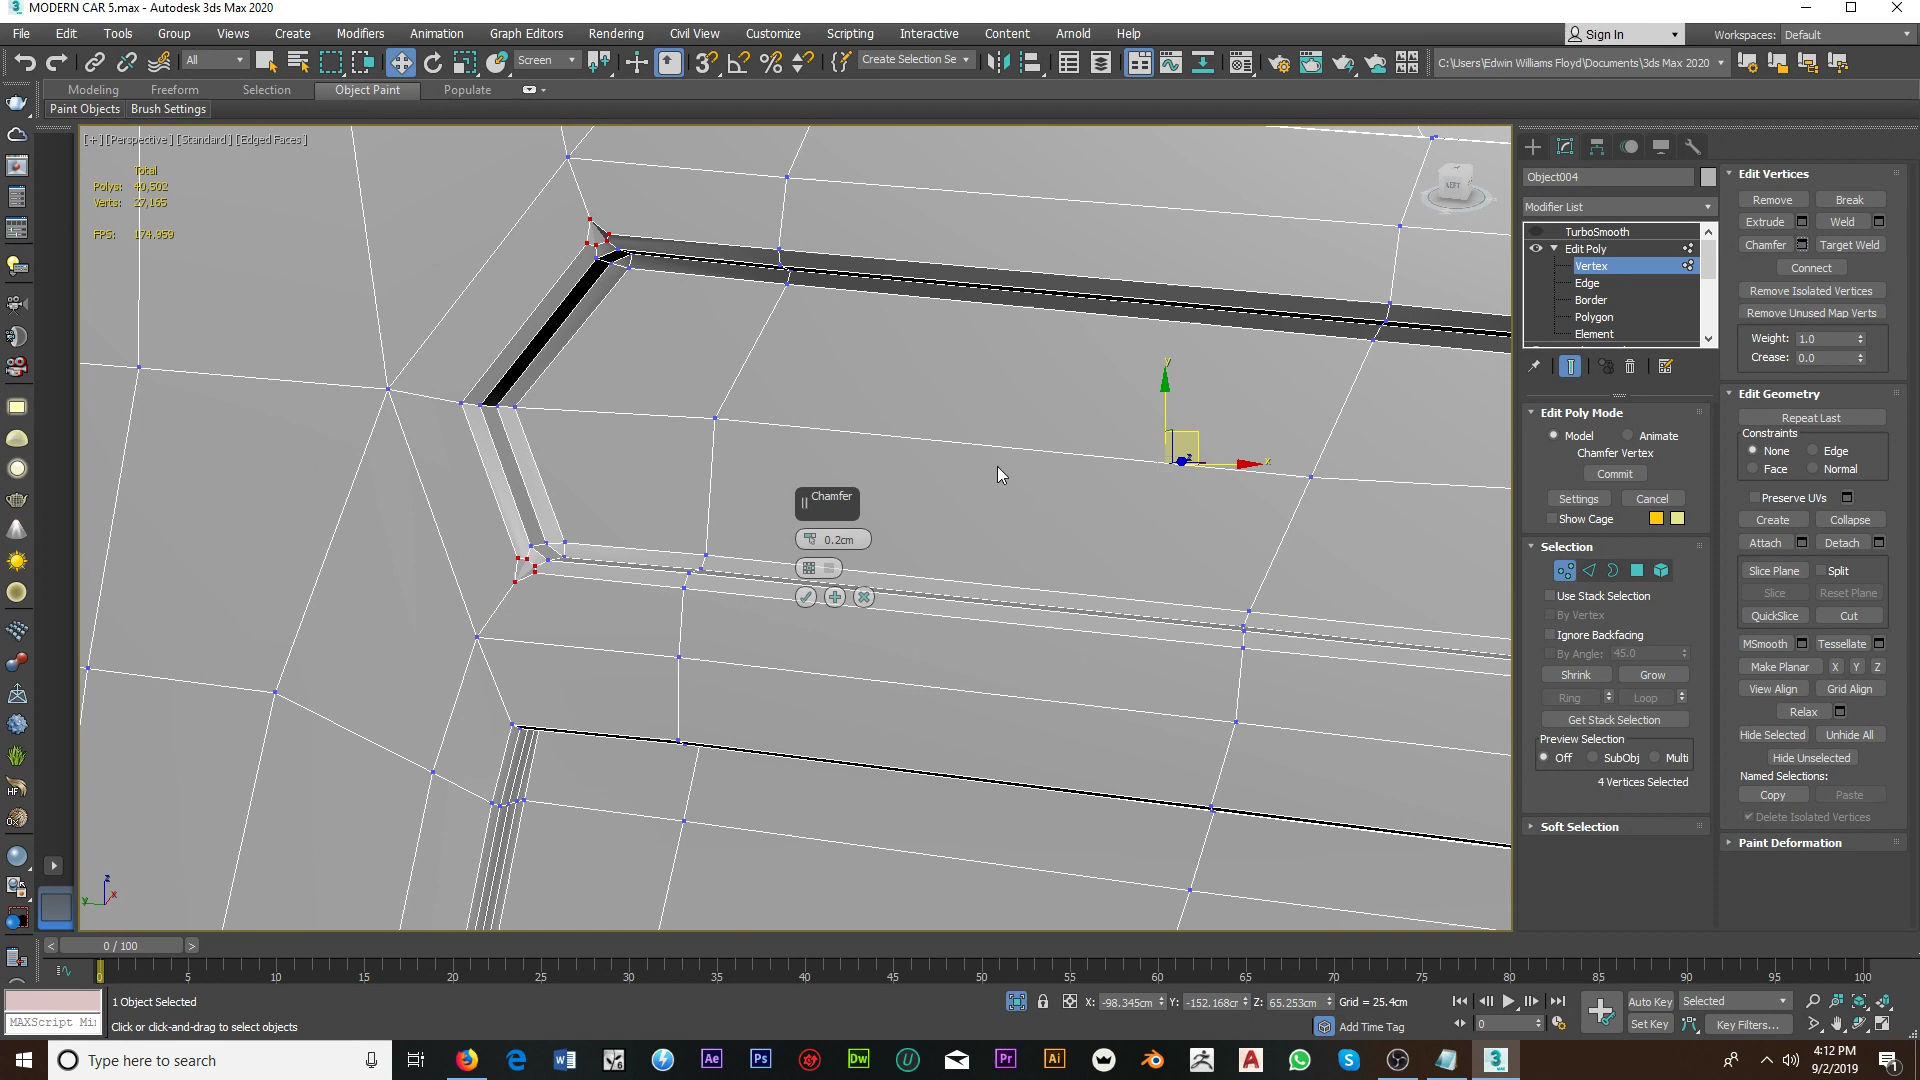 MODERN CAR 5.max - Autodesk 3ds Max 2020
File Edit Tools Group Views Create Modifiers Animation Graph Editors Rendering Civil View Customize Scripting Interactive Content Arnold Help
Sign In
Workspaces: Default
All
Screen
Create Selection Se
C:\Users\Edwin Williams Floyd\Documents\3ds Max 2020
Modeling Freeform Selection Object Paint Populate
Paint Objects Brush Settings
[+] [Perspective] [Standard] [Edged Faces]
Total
Polys: 40,502
Verts: 27,165
FPS: 174.959
LEFT
y
x
z
Chamfer
0.2cm
z
x
y
Object004
Modifier List
TurboSmooth
Edit Poly
Vertex
Edge
Border
Polygon
Element
Edit Poly Mode
Model Animate
Chamfer Vertex
Commit
Settings Cancel
Show Cage
Selection
Use Stack Selection
By Vertex
Ignore Backfacing
By Angle: 45.0
Shrink Grow
Ring Loop
Get Stack Selection
Preview Selection
Off SubObj Multi
4 Vertices Selected
Soft Selection
Edit Vertices
Remove Break
Extrude Weld
Chamfer Target Weld
Connect
Remove Isolated Vertices
Remove Unused Map Verts
Weight: 1.0
Crease: 0.0
Edit Geometry
Repeat Last
Constraints
None Edge
Face Normal
Preserve UVs
Create Collapse
Attach Detach
Slice Plane Split
Slice Reset Plane
QuickSlice Cut
MSmooth Tessellate
Make Planar X Y Z
View Align Grid Align
Relax
Hide Selected Unhide All
Hide Unselected
Named Selections:
Copy Paste
Delete Isolated Vertices
Paint Deformation
< 0 / 100 >
0 5 10 15 20 25 30 35 40 45 50 55 60 65 70 75 80 85 90 95 100
MAXScript Mi
1 Object Selected
Click or click-and-drag to select objects
X: -98.345cm Y: -152.168cr Z: 65.253cm Grid = 25.4cm
Add Time Tag
0
Auto Key Selected
Set Key Key Filters...
Type here to search
Ae Ps Dw Pr Ai
4:12 PM
9/2/2019
1